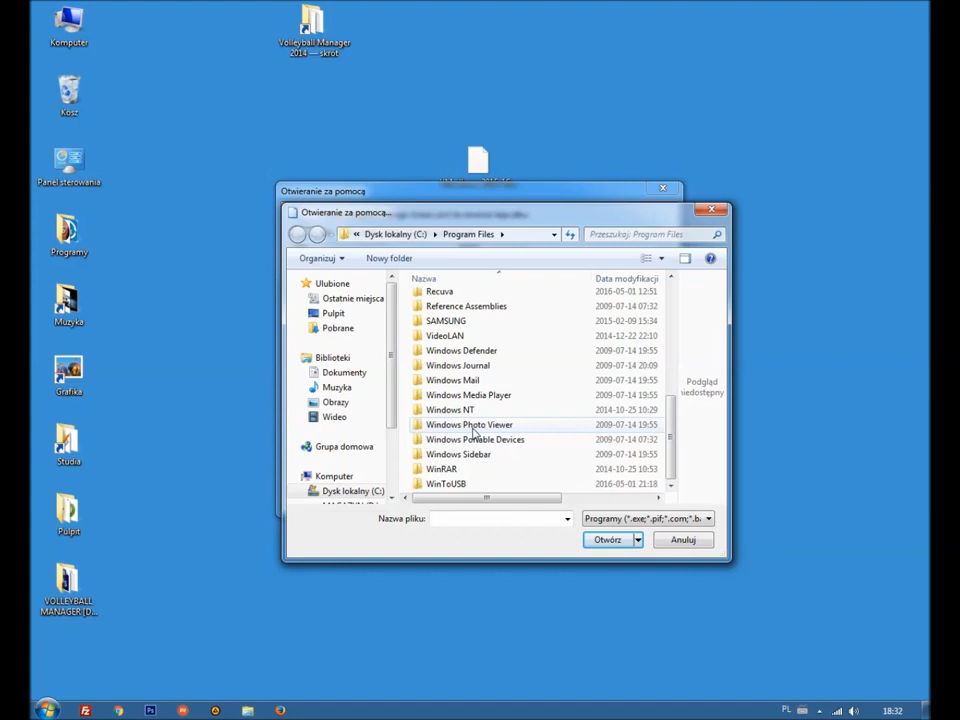 Komputer
Volleyball Manager
2014 — skrót
Kosz
Panel sterowania
Programy
Muzyka
Grafika
Studia
Pulpit
VOLLEYBALL
MANAGER [D...
Otwieranie za pomocą
Otwieranie za pomocą...
« Dysk lokalny (C:) Program Files
Przeszukaj: Program Files
Organizuj
Nowy folder
Ulubione
Ostatnie miejsca
Pulpit
Pobrane
Biblioteki
Dokumenty
Muzyka
Obrazy
Wideo
Grupa domowa
Komputer
Dysk lokalny (C:)
Nazwa Data modyfikacji
Recuva 2016-05-01 12:51
Reference Assemblies 2009-07-14 07:32
SAMSUNG 2015-02-09 15:34
VideoLAN 2014-12-22 22:10
Windows Defender 2009-07-14 19:55
Windows Journal 2009-07-14 20:09
Windows Mail 2009-07-14 19:55
Windows Media Player 2009-07-14 19:55
Windows NT 2014-10-25 10:29
Windows Photo Viewer 2009-07-14 19:55
Windows Portable Devices 2009-07-14 07:32
Windows Sidebar 2009-07-14 19:55
WinRAR 2014-10-25 10:53
WinToUSB 2016-05-01 21:18
Podgląd
niedostępny
Nazwa pliku:
Programy (*.exe;*.pif;*.com;*.b
Otwórz
Anuluj
PL
18:32